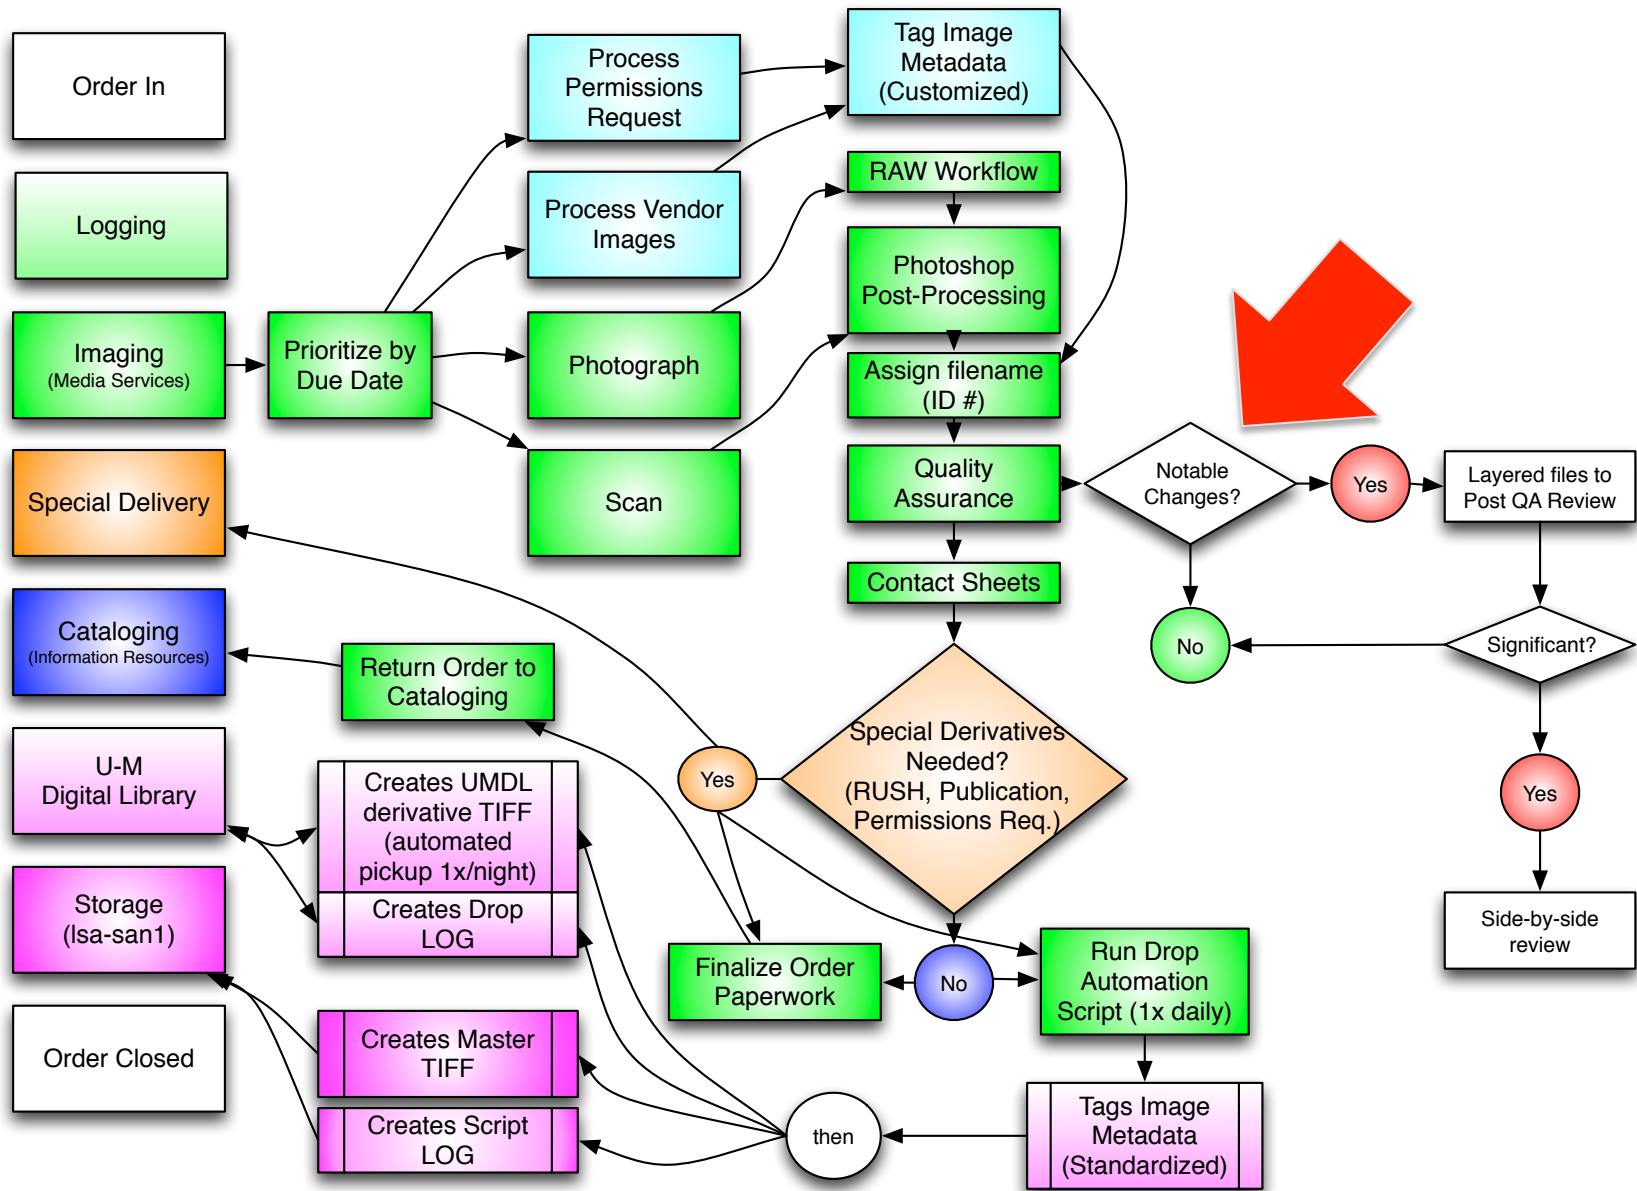 Order In
Logging
Imaging
(Media Services)
Special Delivery
Cataloging
(Information Resources)
U-M
Digital Library
Storage
(lsa-san1)
Order Closed
Prioritize by
Due Date
Process
Permissions
Request
Process Vendor
Images
Photograph
Scan
Tag Image
Metadata
(Customized)
RAW Workflow
Photoshop
Post-Processing
Assign filename
(ID #)
Quality
Assurance
Contact Sheets
Notable
Changes?
Yes
Layered files to
Post QA Review
No
Significant?
Yes
Side-by-side
review
Special Derivatives
Needed?
(RUSH, Publication,
Permissions Req.)
Yes
No
Return Order to
Cataloging
Finalize Order
Paperwork
Run Drop
Automation
Script (1x daily)
Tags Image
Metadata
(Standardized)
then
Creates UMDL
derivative TIFF
(automated
pickup 1x/night)
Creates Drop
LOG
Creates Master
TIFF
Creates Script
LOG